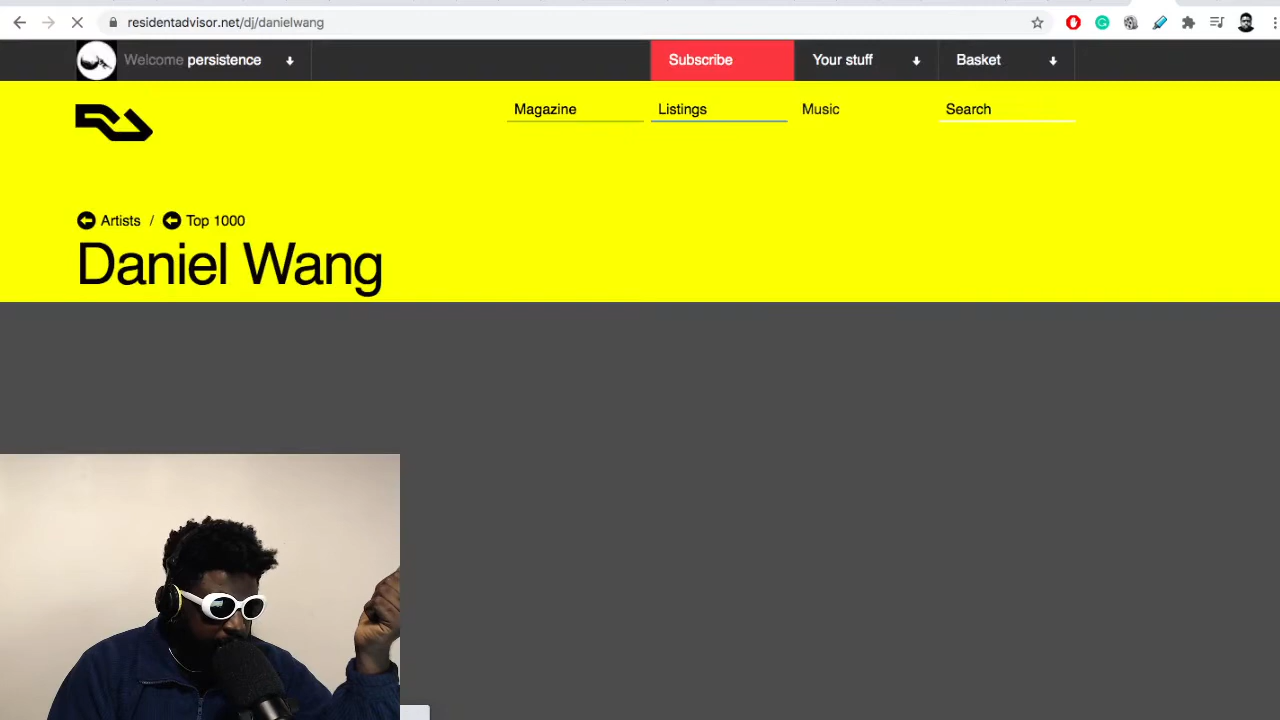 residentadvisor.net/dj/danielwang
Welcome persistence
Subscribe
Your stuff
Basket
Magazine
Listings
Music
Search
Artists / Top 1000
Daniel Wang